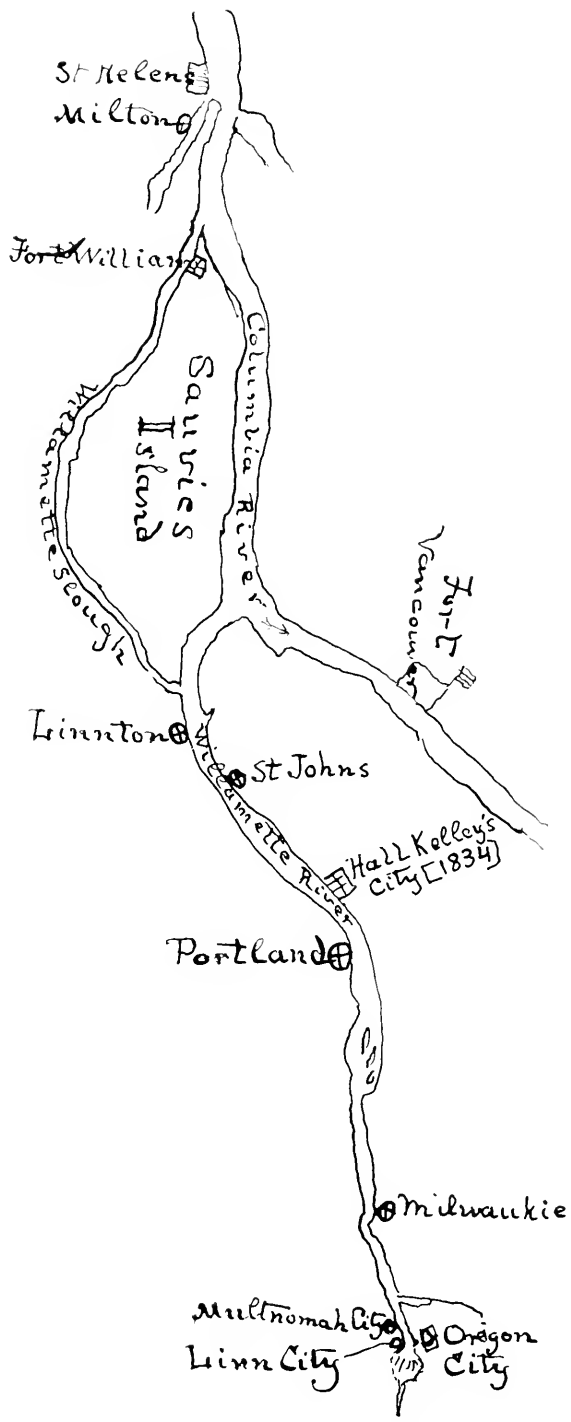 St Helens
Milton
Fort William
Columbia River
Sauvies
Island
Willamette Slough
Fort
Vancouver
Linnton
Willamette River
St Johns
Hall Kelley's
City [1834]
Portland
Milwaukie
Multnomah City
Linn City
Oregon
City